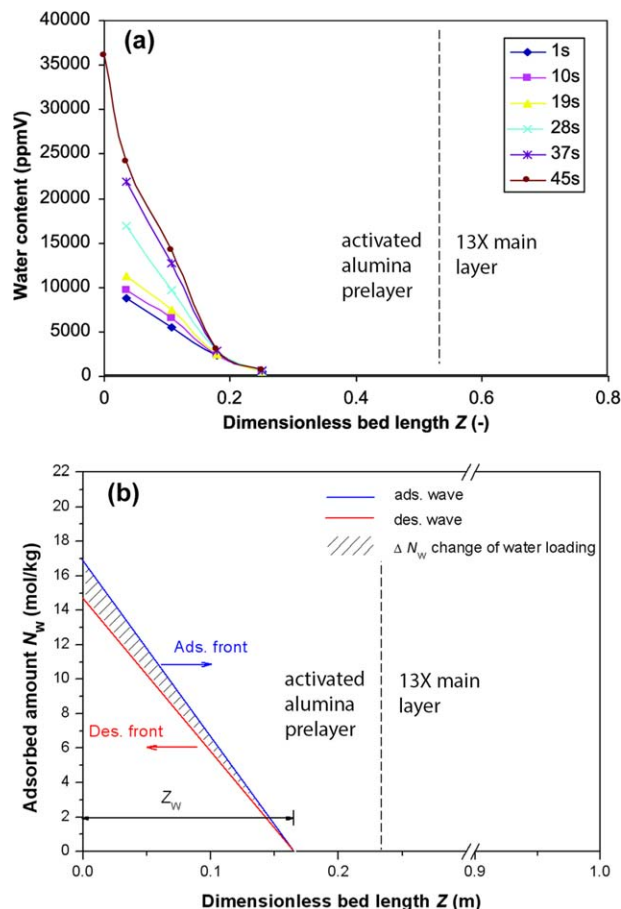 (a)
40000
35000
30000
25000
20000
15000
10000
5000
0
Water content (ppmV)
1s
10s
19s
28s
37s
45s
activated
alumina
prelayer
13X main
layer
0
0.2
0.4
0.6
0.8
Dimensionless bed length Z (-)
(b)
22
20
18
16
14
12
10
8
6
4
2
0
Adsorbed amount Nw (mol/kg)
ads. wave
des. wave
Δ Nw change of water loading
Ads. front
Des. front
Zw
activated
alumina
prelayer
13X main
layer
0.0
0.1
0.2
0.9
1.0
Dimensionless bed length Z (m)